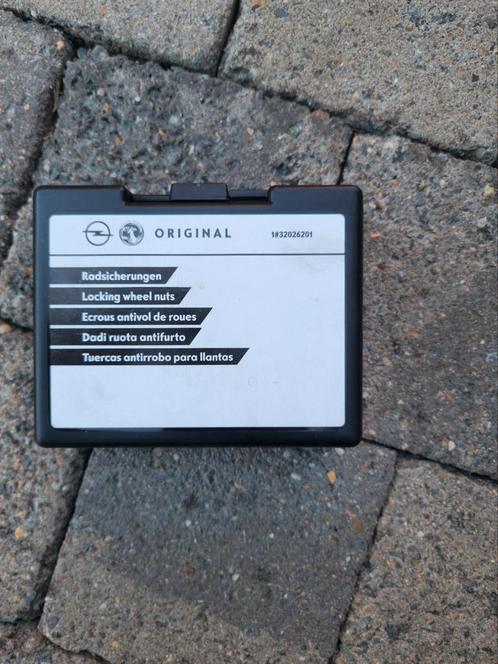 ORIGINAL 1#32026201
Radsicherungen
Locking wheel nuts
Ecrous antivol de roues
Dadi ruota antifurto
Tuercas antirrobo para llantas